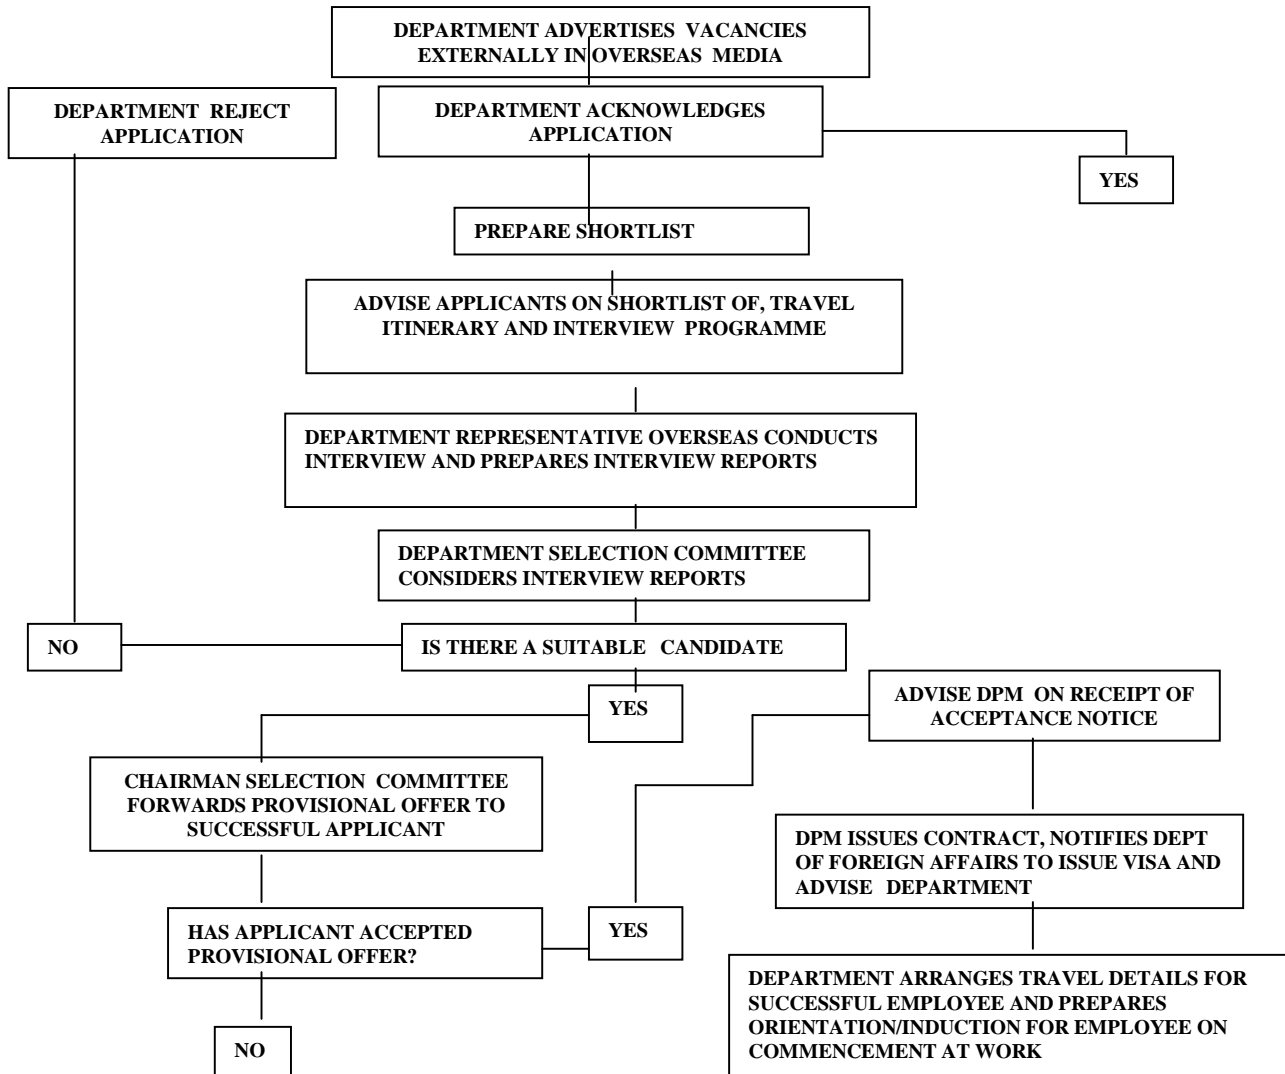 DEPARTMENT ADVERTISES VACANCIES
EXTERNALLY IN OVERSEAS MEDIA
DEPARTMENT REJECT
APPLICATION
DEPARTMENT ACKNOWLEDGES
APPLICATION
YES
PREPARE SHORTLIST
ADVISE APPLICANTS ON SHORTLIST OF, TRAVEL
ITINERARY AND INTERVIEW PROGRAMME
DEPARTMENT REPRESENTATIVE OVERSEAS CONDUCTS
INTERVIEW AND PREPARES INTERVIEW REPORTS
DEPARTMENT SELECTION COMMITTEE
CONSIDERS INTERVIEW REPORTS
NO
IS THERE A SUITABLE CANDIDATE
YES
ADVISE DPM ON RECEIPT OF
ACCEPTANCE NOTICE
CHAIRMAN SELECTION COMMITTEE
FORWARDS PROVISIONAL OFFER TO
SUCCESSFUL APPLICANT
DPM ISSUES CONTRACT, NOTIFIES DEPT
OF FOREIGN AFFAIRS TO ISSUE VISA AND
ADVISE DEPARTMENT
HAS APPLICANT ACCEPTED
PROVISIONAL OFFER?
YES
DEPARTMENT ARRANGES TRAVEL DETAILS FOR
SUCCESSFUL EMPLOYEE AND PREPARES
ORIENTATION/INDUCTION FOR EMPLOYEE ON
COMMENCEMENT AT WORK
NO